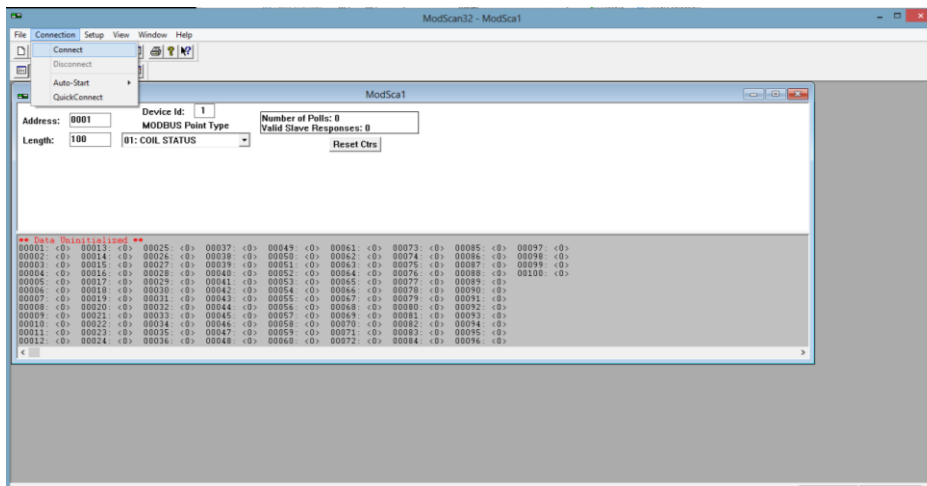 ModScan32 - ModSca1
File Connection Setup View Window Help
Connect
Disconnect
Auto-Start
QuickConnect
ModSca1
Address: 0001
Device Id: 1
MODBUS Point Type
Length: 100
01: COIL STATUS
Number of Polls: 0
Valid Slave Responses: 0
Reset Ctrs
** Data Uninitialized **
00001: <0> 00013: <0> 00025: <0> 00037: <0> 00049: <0> 00061: <0> 00073: <0> 00085: <0> 00097: <0>
00002: <0> 00014: <0> 00026: <0> 00038: <0> 00050: <0> 00062: <0> 00074: <0> 00086: <0> 00098: <0>
00003: <0> 00015: <0> 00027: <0> 00039: <0> 00051: <0> 00063: <0> 00075: <0> 00087: <0> 00099: <0>
00004: <0> 00016: <0> 00028: <0> 00040: <0> 00052: <0> 00064: <0> 00076: <0> 00088: <0> 00100: <0>
00005: <0> 00017: <0> 00029: <0> 00041: <0> 00053: <0> 00065: <0> 00077: <0> 00089: <0>
00006: <0> 00018: <0> 00030: <0> 00042: <0> 00054: <0> 00066: <0> 00078: <0> 00090: <0>
00007: <0> 00019: <0> 00031: <0> 00043: <0> 00055: <0> 00067: <0> 00079: <0> 00091: <0>
00008: <0> 00020: <0> 00032: <0> 00044: <0> 00056: <0> 00068: <0> 00080: <0> 00092: <0>
00009: <0> 00021: <0> 00033: <0> 00045: <0> 00057: <0> 00069: <0> 00081: <0> 00093: <0>
00010: <0> 00022: <0> 00034: <0> 00046: <0> 00058: <0> 00070: <0> 00082: <0> 00094: <0>
00011: <0> 00023: <0> 00035: <0> 00047: <0> 00059: <0> 00071: <0> 00083: <0> 00095: <0>
00012: <0> 00024: <0> 00036: <0> 00048: <0> 00060: <0> 00072: <0> 00084: <0> 00096: <0>